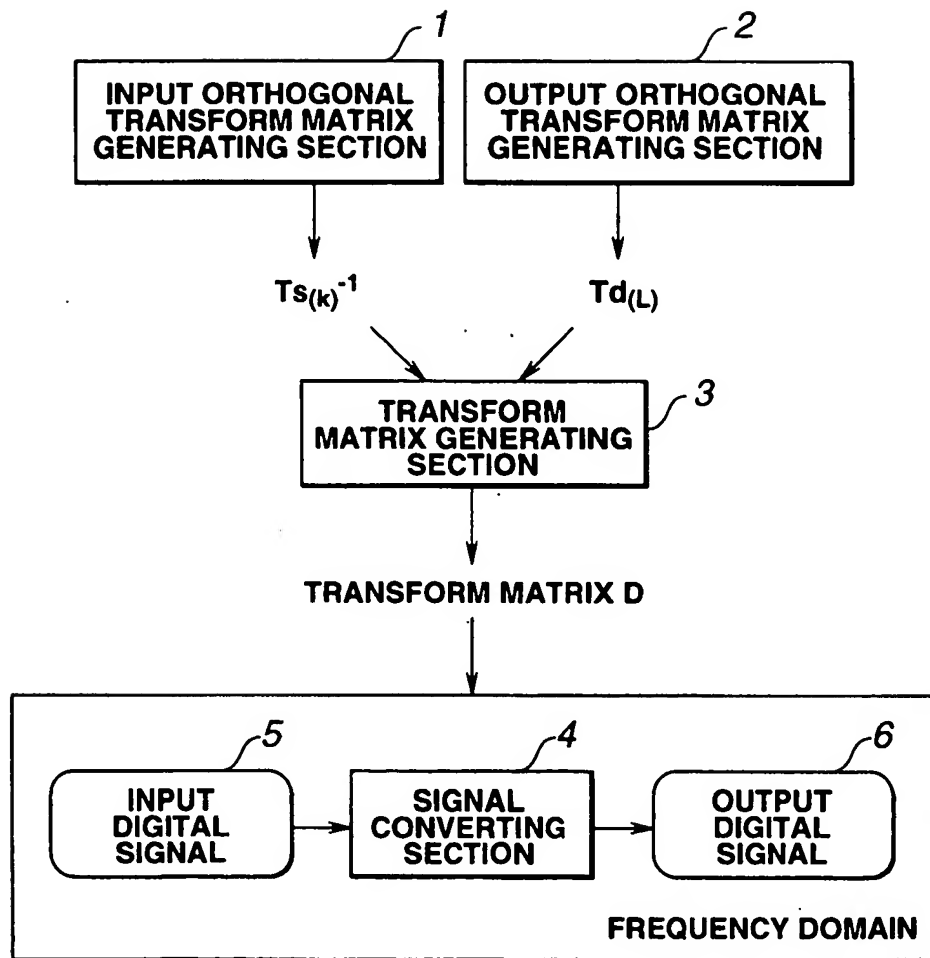 1
INPUT ORTHOGONAL
TRANSFORM MATRIX
GENERATING SECTION
2
OUTPUT ORTHOGONAL
TRANSFORM MATRIX
GENERATING SECTION
Ts(k)-1
Td(L)
3
TRANSFORM
MATRIX GENERATING
SECTION
TRANSFORM MATRIX D
5
INPUT
DIGITAL
SIGNAL
4
SIGNAL
CONVERTING
SECTION
6
OUTPUT
DIGITAL
SIGNAL
FREQUENCY DOMAIN